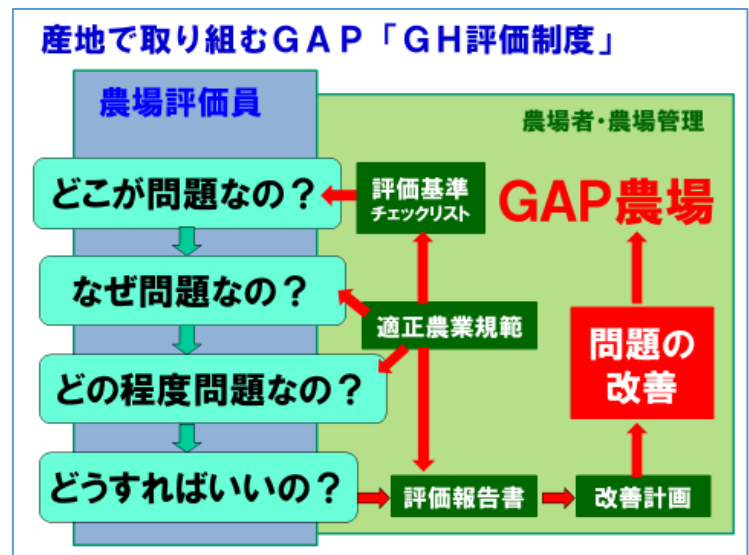 産地で取り組むGAP「GH評価制度」
農場評価員
農場者・農場管理
どこが問題なの？
評価基準
チェックリスト
GAP農場
なぜ問題なの？
適正農業規範
問題の
改善
どの程度問題なの？
どうすればいいの？
評価報告書
改善計画